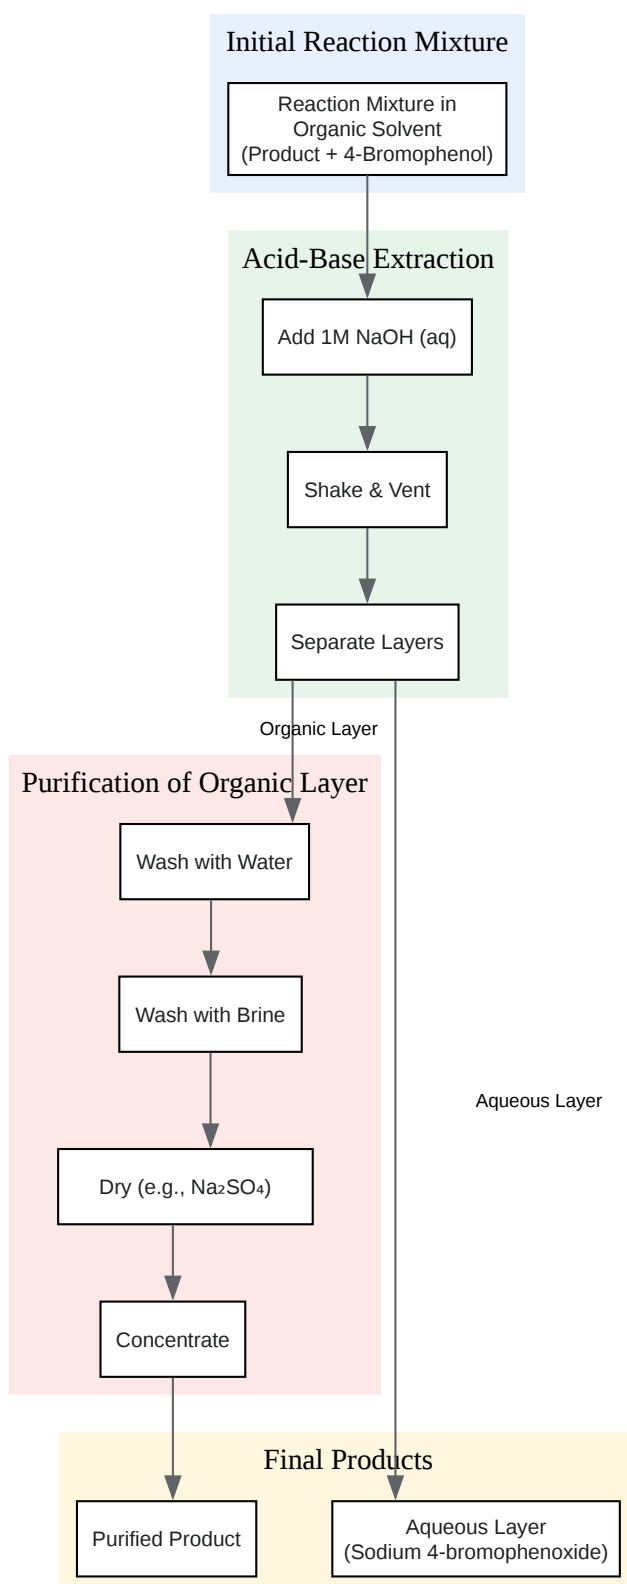 Initial Reaction Mixture
Reaction Mixture in
Organic Solvent
(Product + 4-Bromophenol)
Acid-Base Extraction
Add 1M NaOH (aq)
Shake & Vent
Separate Layers
Organic Layer
Purification of Organic Layer
Wash with Water
Wash with Brine
Aqueous Layer
Dry (e.g., Na₂SO₄)
Concentrate
Final Products
Purified Product
Aqueous Layer
(Sodium 4-bromophenoxide)